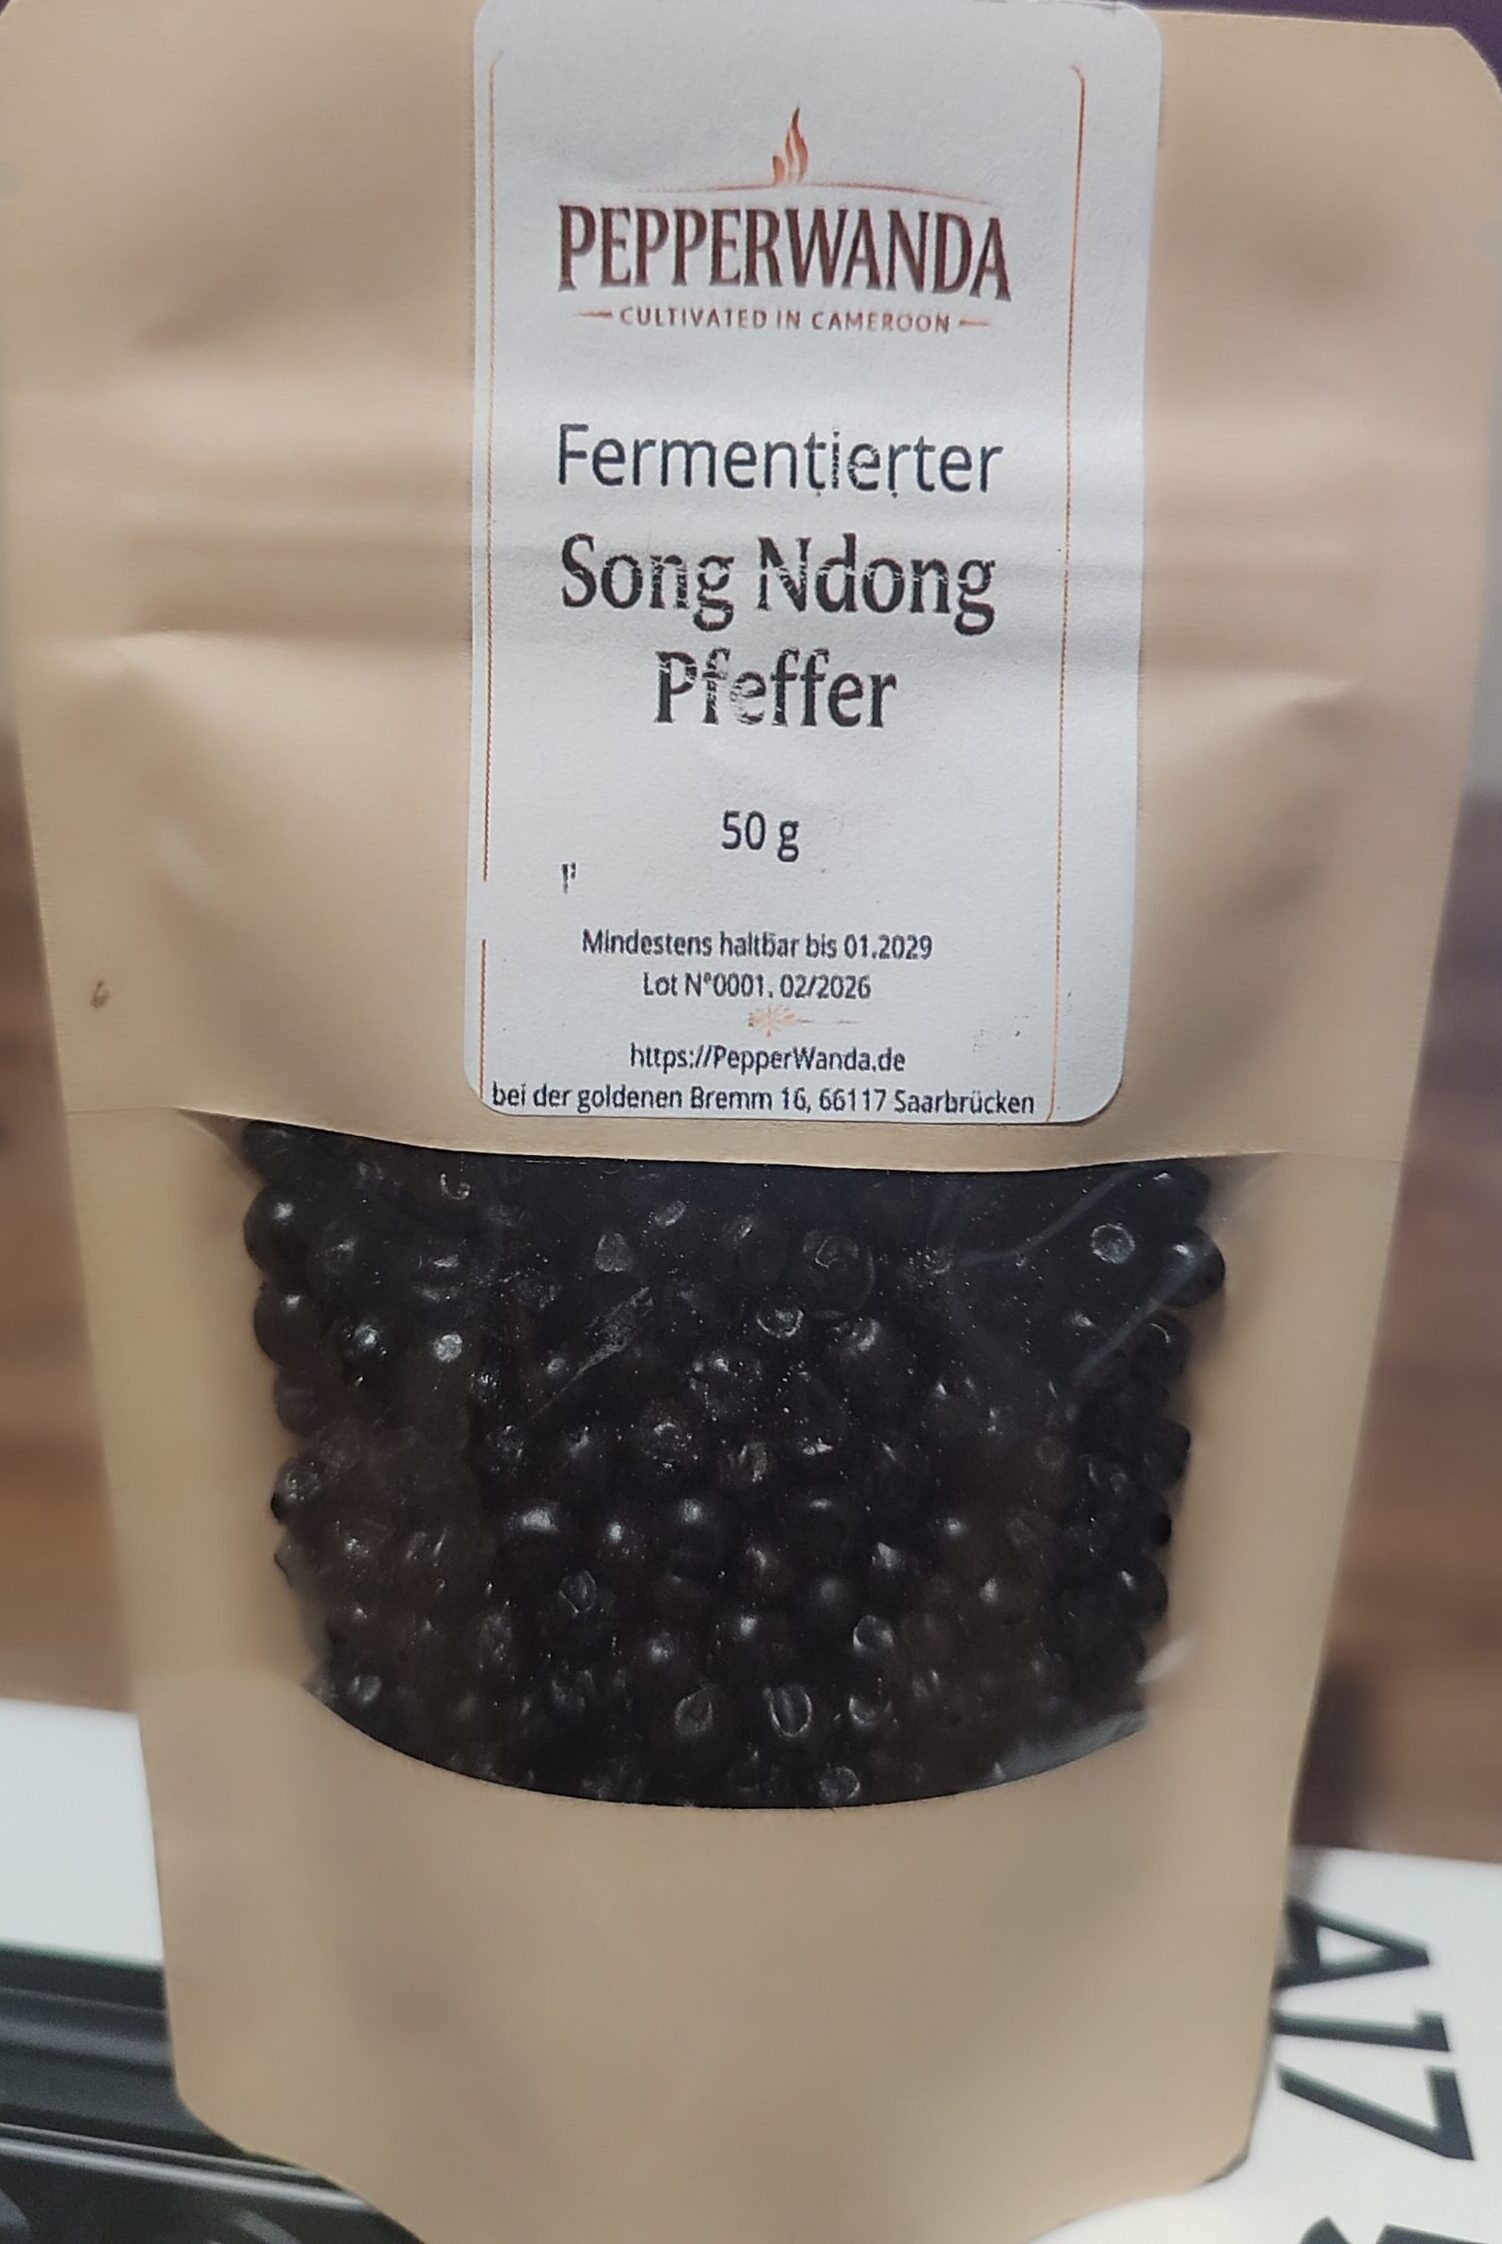 PEPPERWANDA
CULTIVATED IN CAMEROON
Fermentierter
Song Ndong
Pfeffer
50 g
Mindestens haltbar bis 01.2029
Lot N°0001, 02/2026
https://PepperWanda.de
bei der goldenen Bremm 16, 66117 Saarbrücken
A17